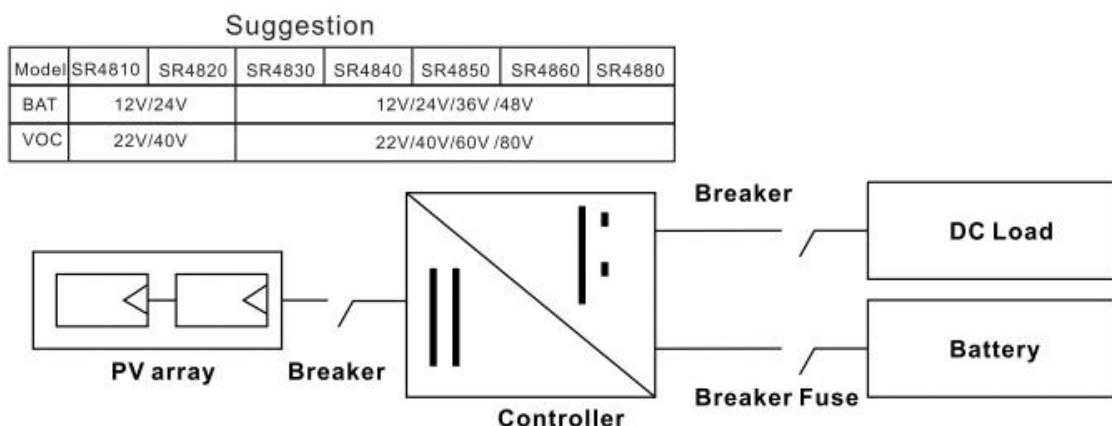 Suggestion
Model SR4810 SR4820 SR4830 SR4840 SR4850 SR4860 SR4880
BAT 12V/24V 12V/24V/36V /48V
VOC 22V/40V 22V/40V/60V /80V
Breaker
DC Load
PV array
Breaker
Battery
Breaker Fuse
Controller